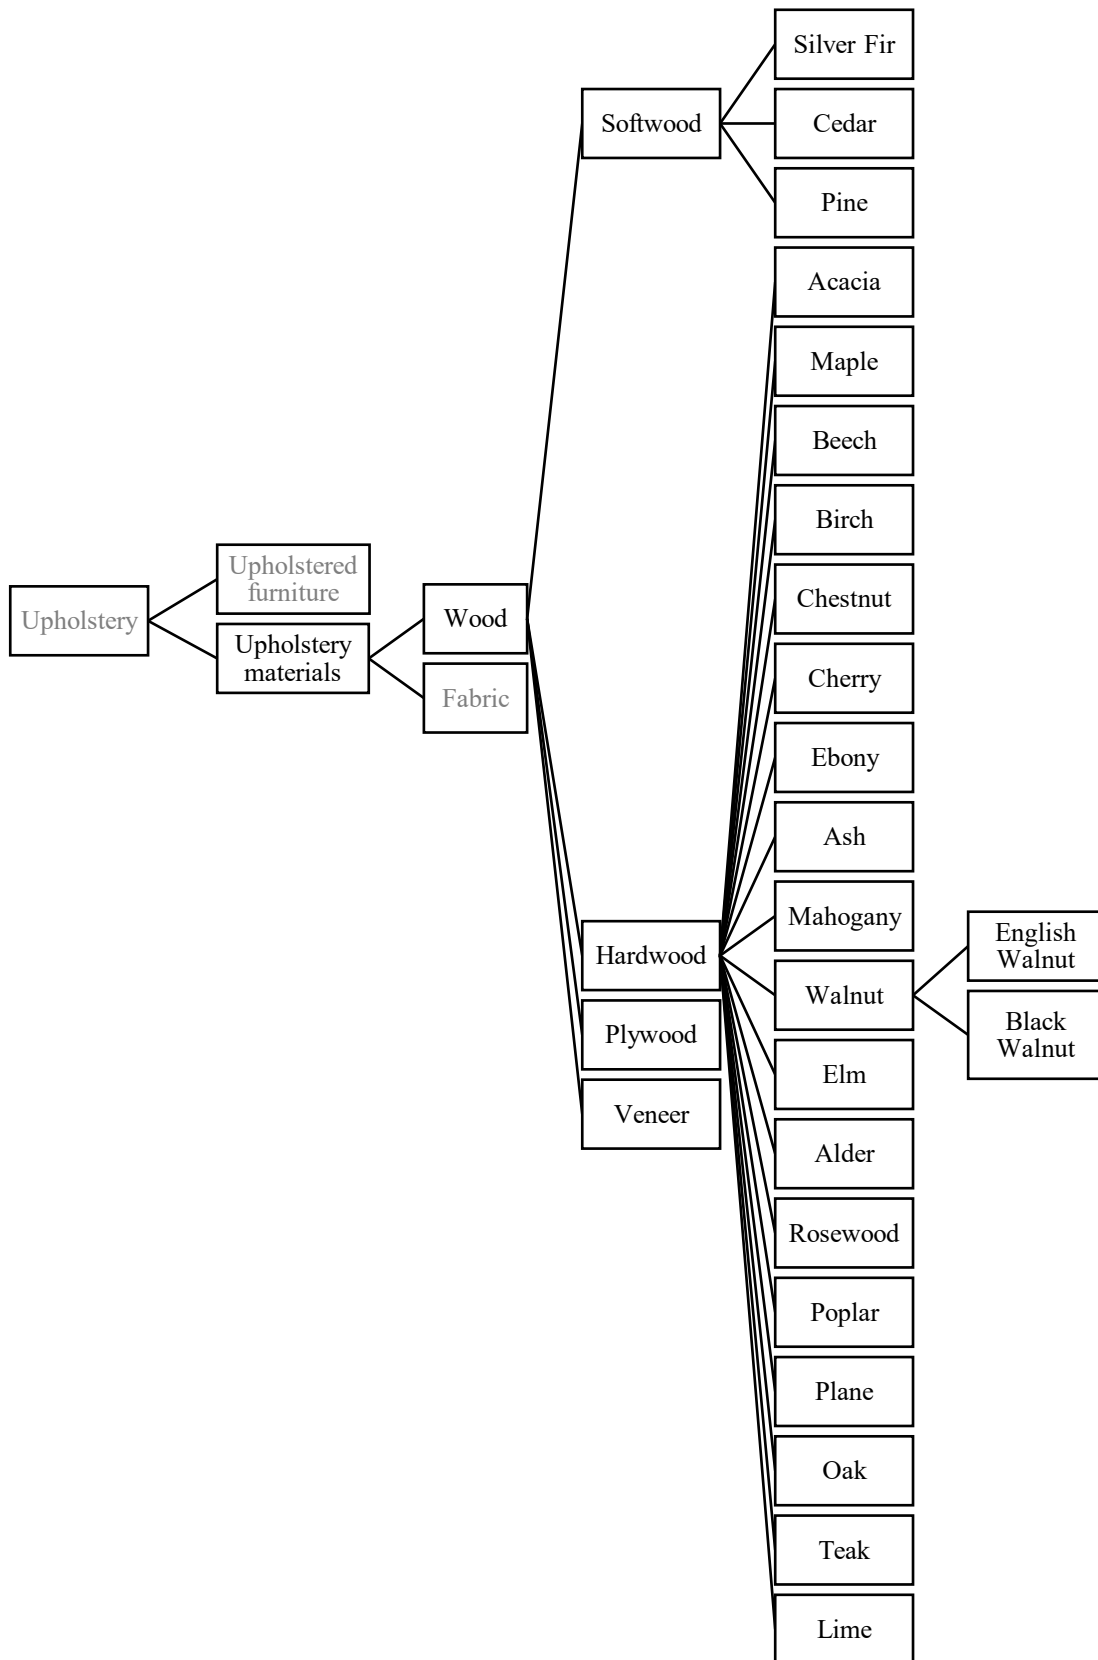 Silver Fir
Softwood
Cedar
Pine
Acacia
Maple
Beech
Birch
Upholstered
furniture
Upholstery
Wood
Chestnut
Upholstery
materials
Fabric
Cherry
Ebony
Ash
Mahogany
English
Walnut
Hardwood
Walnut
Plywood
Black
Walnut
Elm
Veneer
Alder
Rosewood
Poplar
Plane
Oak
Teak
Lime